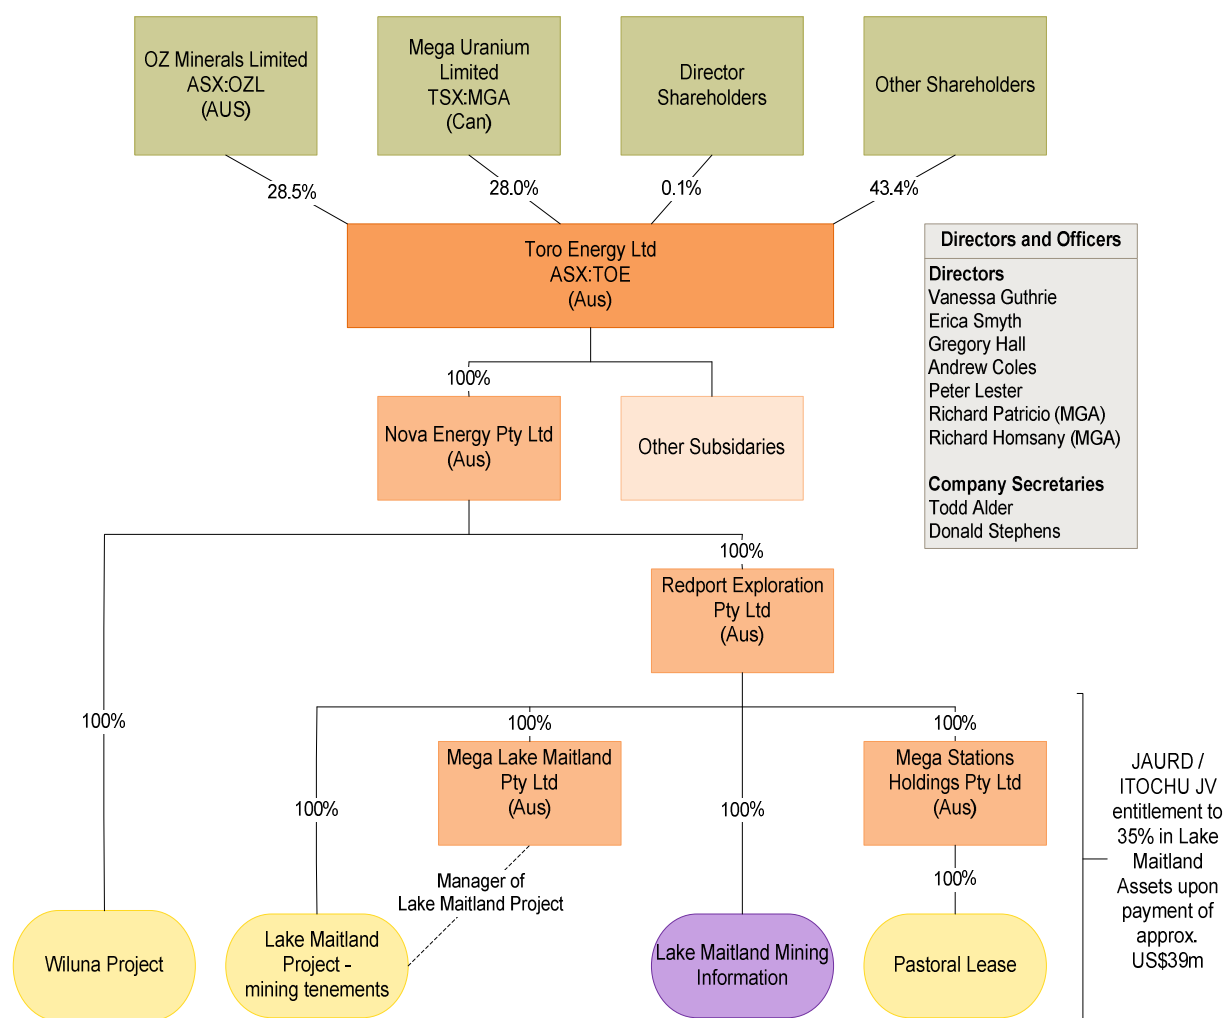 OZ Minerals Limited
ASX:OZL
(AUS)
Mega Uranium
Limited
TSX:MGA
(Can)
Director
Shareholders
Other Shareholders
28.5%
28.0%
0.1%
43.4%
Toro Energy Ltd
ASX:TOE
(Aus)
Directors and Officers
Directors
Vanessa Guthrie
Erica Smyth
Gregory Hall
Andrew Coles
Peter Lester
Richard Patricio (MGA)
Richard Homsany (MGA)
Company Secretaries
Todd Alder
Donald Stephens
100%
Nova Energy Pty Ltd
(Aus)
Other Subsidaries
100%
Redport Exploration
Pty Ltd
(Aus)
100%
100%
100%
Mega Lake Maitland
Pty Ltd
(Aus)
Mega Stations
Holdings Pty Ltd
(Aus)
100%
100%
JAURD /
ITOCHU JV
entitlement to
35% in Lake
Maitland
Assets upon
payment of
approx.
US$39m
Manager of
Lake Maitland Project
100%
Wiluna Project
Lake Maitland
Project -
mining tenements
Lake Maitland Mining
Information
Pastoral Lease